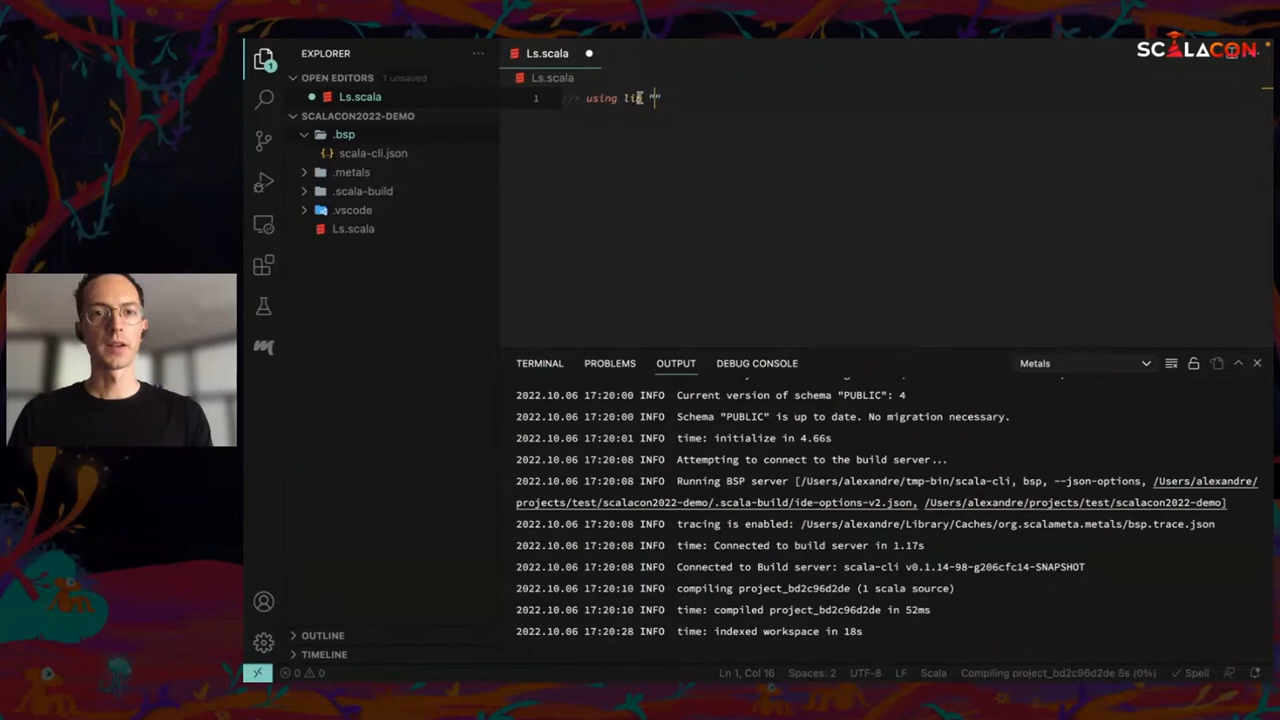 SCALACON
EXPLORER
OPEN EDITORS 1 unsaved
Ls.scala
SCALACON2022-DEMO
.bsp
scala-cli.json
.metals
.scala-build
.vscode
Ls.scala
OUTLINE
TIMELINE
Ls.scala
Ls.scala
1 //> using lib ""
TERMINAL PROBLEMS OUTPUT DEBUG CONSOLE Metals
2022.10.06 17:20:00 INFO Current version of schema "PUBLIC": 4
2022.10.06 17:20:00 INFO Schema "PUBLIC" is up to date. No migration necessary.
2022.10.06 17:20:01 INFO time: initialize in 4.66s
2022.10.06 17:20:08 INFO Attempting to connect to the build server...
2022.10.06 17:20:08 INFO Running BSP server [/Users/alexandre/tmp-bin/scala-cli, bsp, --json-options, /Users/alexandre/
projects/test/scalacon2022-demo/.scala-build/ide-options-v2.json, /Users/alexandre/projects/test/scalacon2022-demo]
2022.10.06 17:20:08 INFO tracing is enabled: /Users/alexandre/Library/Caches/org.scalameta.metals/bsp.trace.json
2022.10.06 17:20:08 INFO time: Connected to build server in 1.17s
2022.10.06 17:20:08 INFO Connected to Build server: scala-cli v0.1.14-98-g206cfc14-SNAPSHOT
2022.10.06 17:20:10 INFO compiling project_bd2c96d2de (1 scala source)
2022.10.06 17:20:10 INFO time: compiled project_bd2c96d2de in 52ms
2022.10.06 17:20:28 INFO time: indexed workspace in 18s
0 0 Ln 1, Col 16 Spaces: 2 UTF-8 LF Scala Compiling project_bd2c96d2de 8s (0%) Spell